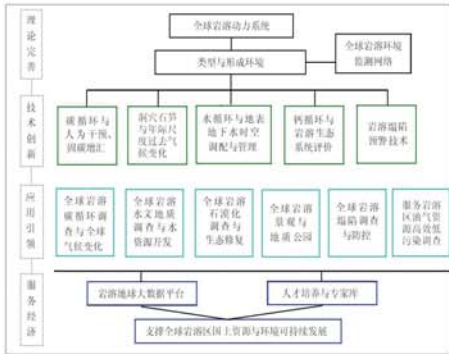 理论完善
全球岩溶动力系统
类型与形成环境
全球岩溶环境
监测网络
技术创新
碳循环与
人为干预、
固碳增汇
洞穴石笋
与年际尺
度过去气
候变化
水循环与地表
地下水时空
调配与管理
钙循环与
岩溶生态
系统评价
岩溶塌陷
预警技术
应用引领
全球岩溶
碳循环调
查与全球
气候变化
全球岩溶
水文地质
调查与水
资源开发
全球岩溶
石漠化
调查与
生态修复
全球岩溶
景观与
地质公园
全球岩溶
塌陷调查
与防控
服务岩溶
区油气资
源高效低
污染调查
服务经济
岩溶地球大数据平台
人才培养与专家库
支撑全球岩溶区国土资源与环境可持续发展